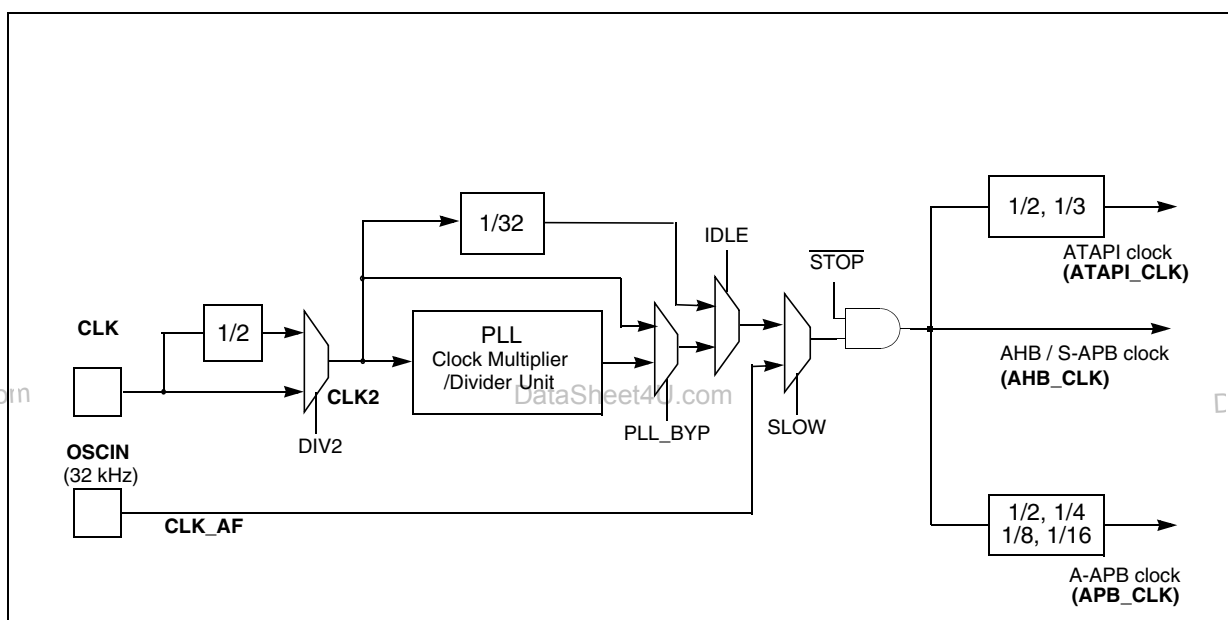 1/32
IDLE
STOP
1/2, 1/3
ATAPI clock
(ATAPI_CLK)
CLK
1/2
PLL
Clock Multiplier
/Divider Unit
CLK2
DIV2
PLL_BYP
SLOW
AHB / S-APB clock
(AHB_CLK)
DataSheet4U.com
om
D
OSCIN
(32 kHz)
CLK_AF
1/2, 1/4
1/8, 1/16
A-APB clock
(APB_CLK)